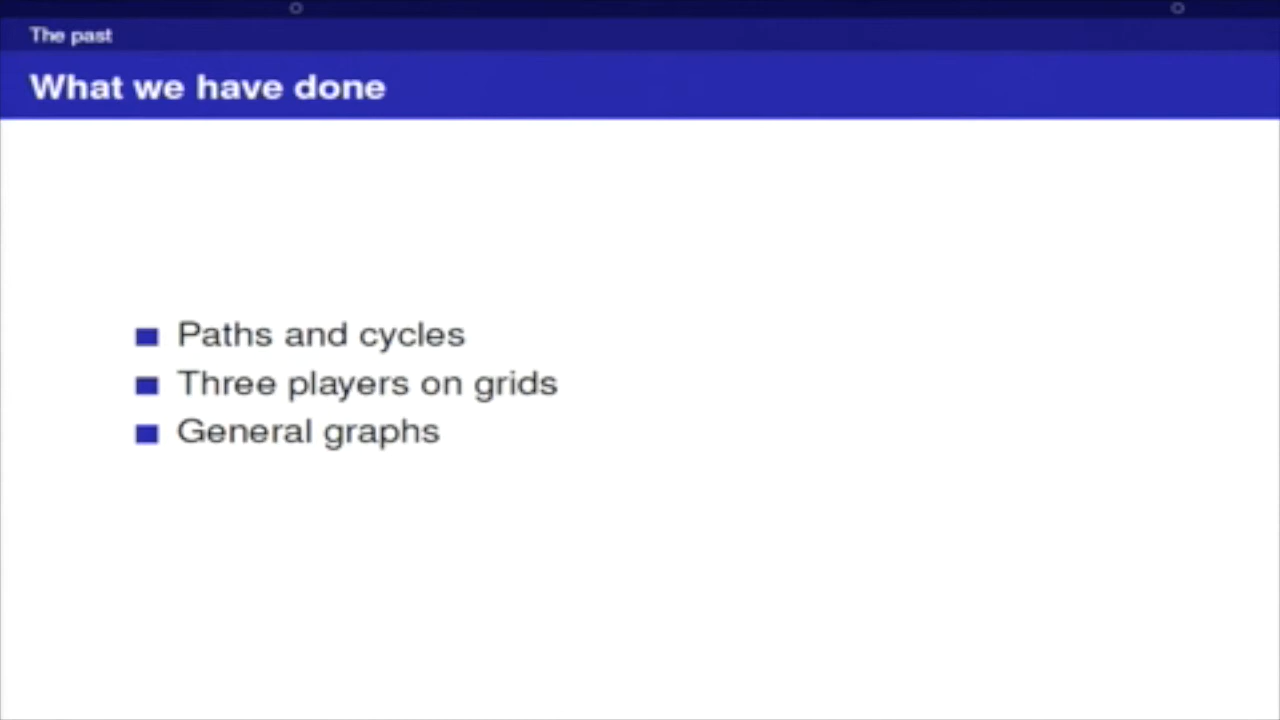 The past
What we have done
Paths and cycles
Three players on grids
General graphs